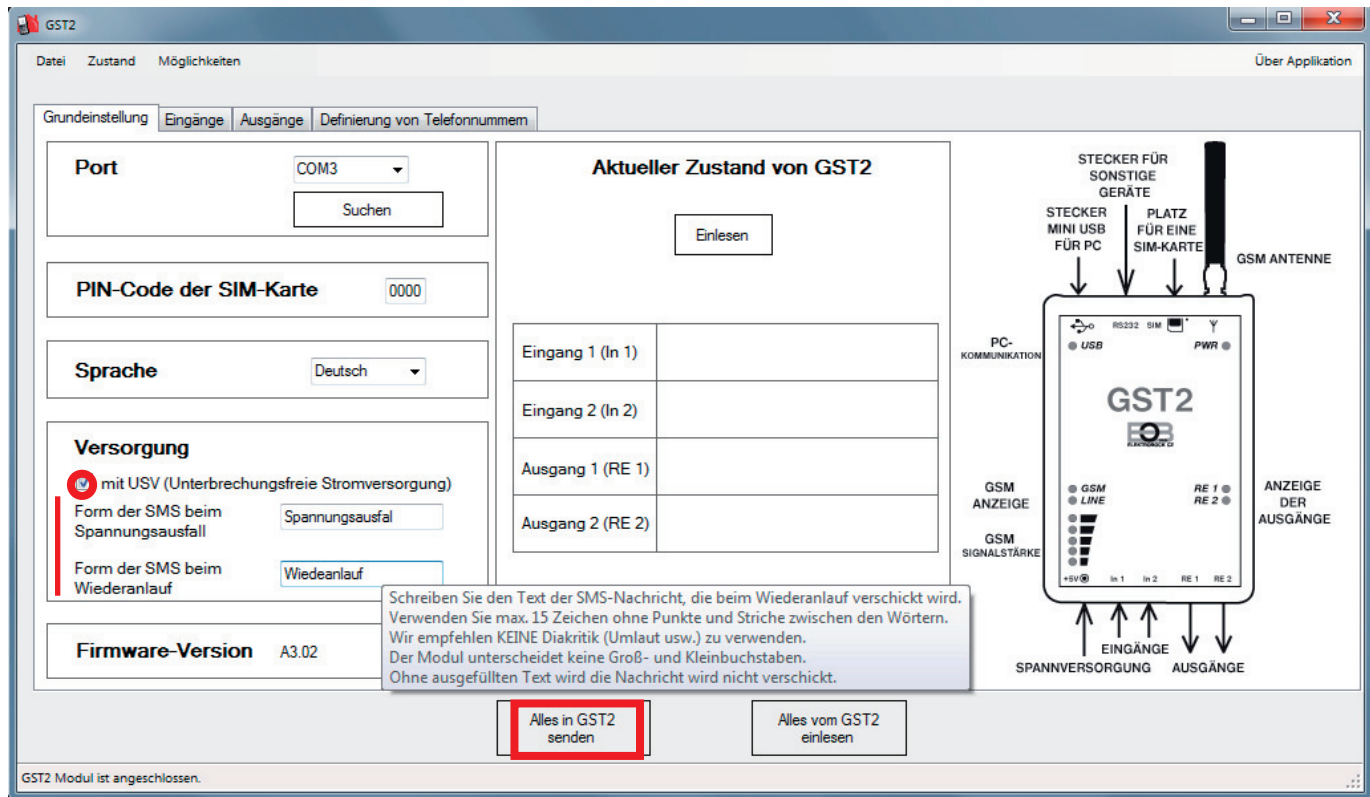 GST2
Datei Zustand Möglichkeiten Über Applikation
Grundeinstellung Eingänge Ausgänge Definierung von Telefonnummern
Port COM3
Suchen
PIN-Code der SIM-Karte 0000
Sprache Deutsch
Versorgung
mit USV (Unterbrechungsfreie Stromversorgung)
Form der SMS beim
Spannungsausfall
Spannungsausfal
Form der SMS beim
Wiederanlauf
Wiedeanlauf
Firmware-Version A3.02
Aktueller Zustand von GST2
Einlesen
Eingang 1 (In 1)
Eingang 2 (In 2)
Ausgang 1 (RE 1)
Ausgang 2 (RE 2)
Schreiben Sie den Text der SMS-Nachricht, die beim Wiederanlauf verschickt wird.
Verwenden Sie max. 15 Zeichen ohne Punkte und Striche zwischen den Wörtern.
Wir empfehlen KEINE Diakritik (Umlaut usw.) zu verwenden.
Der Modul unterscheidet keine Groß- und Kleinbuchstaben.
Ohne ausgefüllten Text wird die Nachricht wird nicht verschickt.
STECKER FÜR
SONSTIGE
GERÄTE
STECKER
MINI USB
FÜR PC
PLATZ
FÜR EINE
SIM-KARTE
GSM ANTENNE
RS232 SIM
USB PWR
PC-
KOMMUNIKATION
GST2
EOB
ELEKTRONICK CZ
GSM
ANZEIGE
GSM RE 1
LINE RE 2
ANZEIGE
DER
AUSGÄNGE
GSM
SIGNALSTÄRKE
+5V In 1 In 2 RE 1 RE 2
EINGÄNGE
SPANNVERSORGUNG AUSGÄNGE
Alles in GST2
senden
Alles vom GST2
einlesen
GST2 Modul ist angeschlossen.